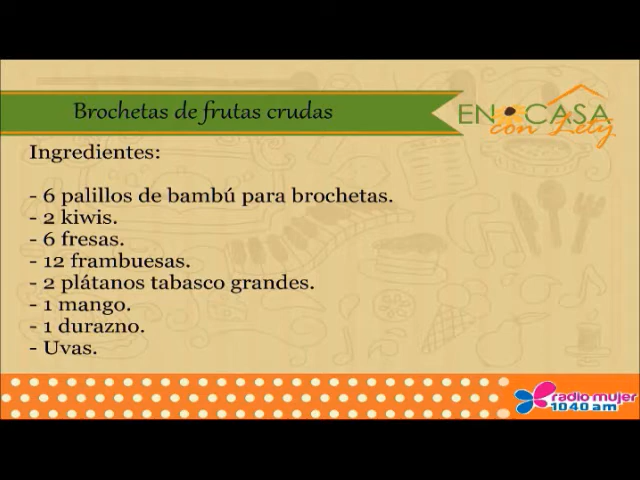 Brochetas de frutas crudas
EN CASA
con Lety
Ingredientes:
- 6 palillos de bambú para brochetas.
- 2 kiwis.
- 6 fresas.
- 12 frambuesas.
- 2 plátanos tabasco grandes.
- 1 mango.
- 1 durazno.
- Uvas.
radio mujer
1040 am